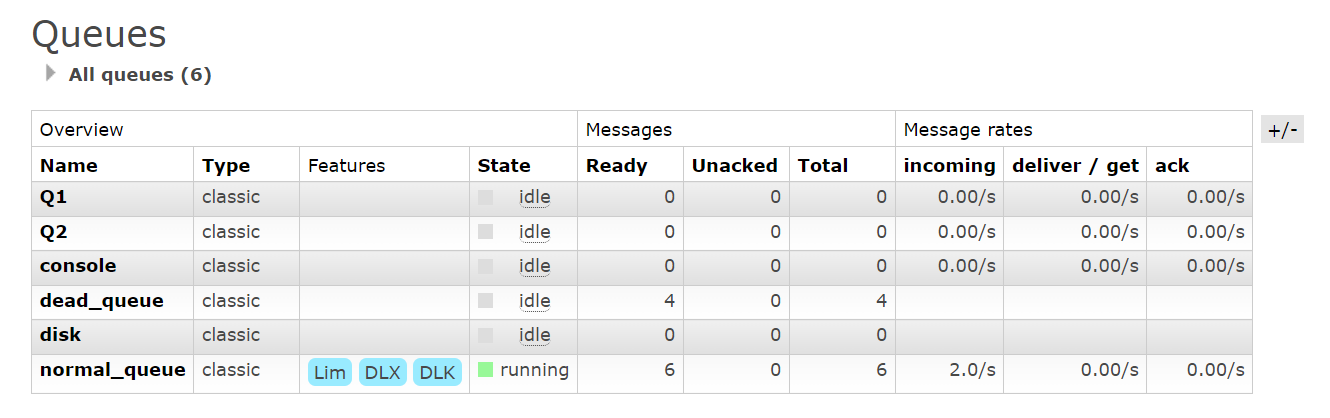 Queues
All queues (6)
Overview Messages Message rates +/-
Name Type Features State Ready Unacked Total incoming deliver / get ack
Q1 classic idle 0 0 0 0.00/s 0.00/s 0.00/s
Q2 classic idle 0 0 0 0.00/s 0.00/s 0.00/s
console classic idle 0 0 0 0.00/s 0.00/s 0.00/s
dead_queue classic idle 4 0 4
disk classic idle 0 0 0
normal_queue classic Lim DLX DLK running 6 0 6 2.0/s 0.00/s 0.00/s